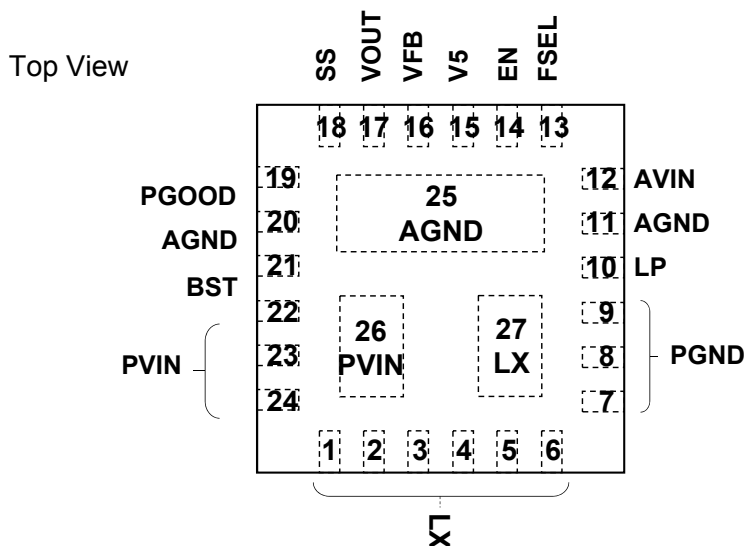 Top View
SS VOUT VFB V5 EN FSEL
18 17 16 15 14 13
19 12 AVIN
PGOOD
25
AGND
20 11 AGND
AGND
21 10 LP
BST
22 9
26
PVIN
27
LX
PVIN 23 8 PGND
24 7
1 2 3 4 5 6
LX